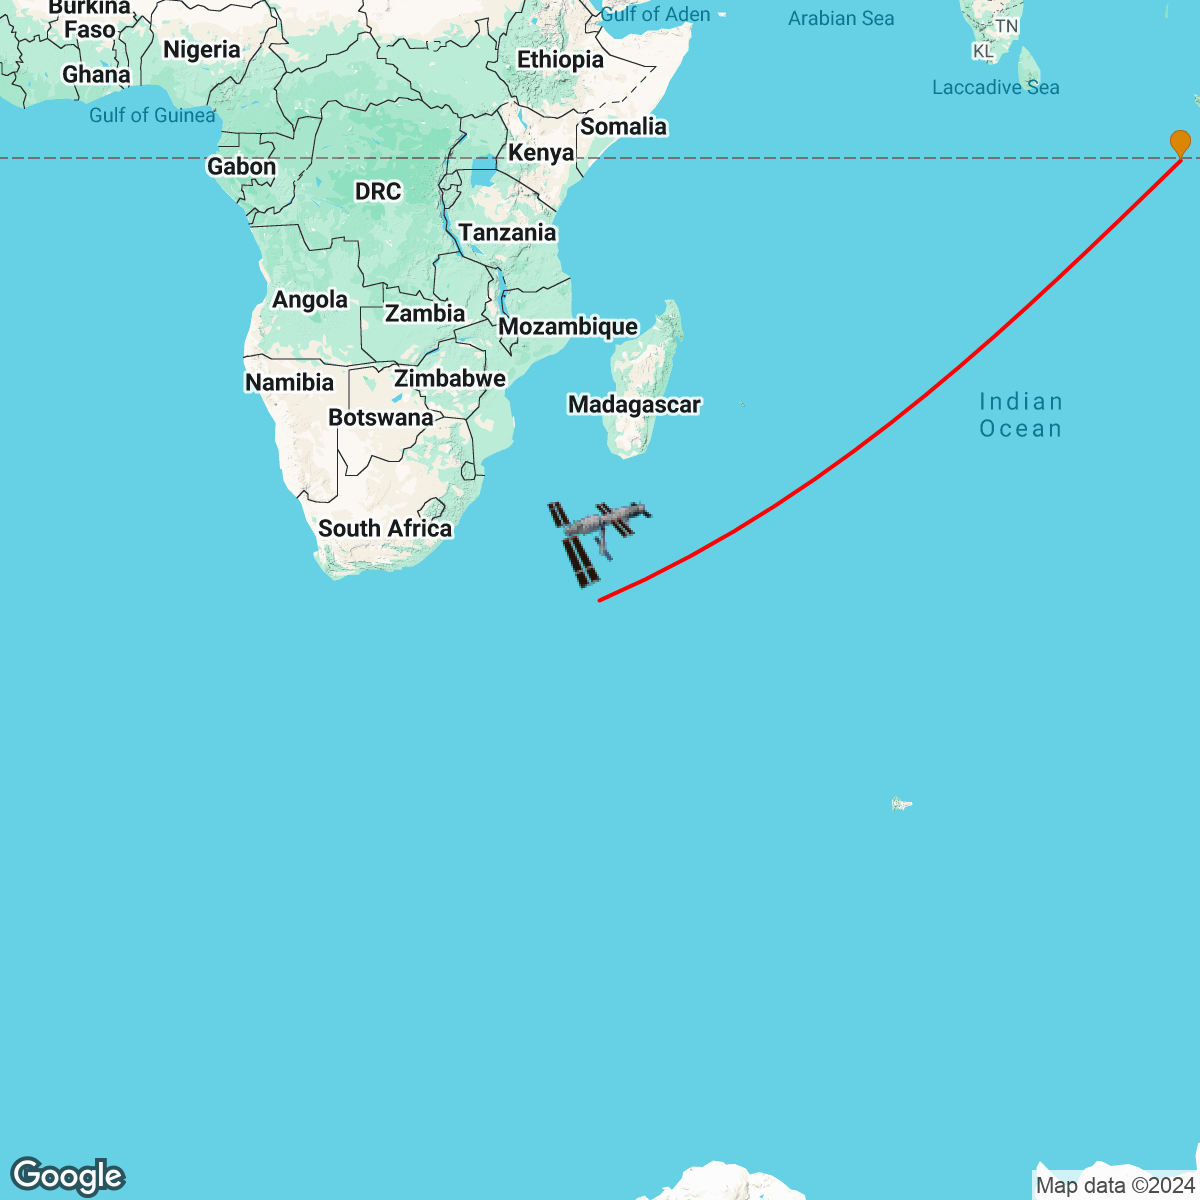 Burkina
Faso
Gulf of Aden
Arabian Sea
TN
KL
Nigeria
Ethiopia
Ghana
Laccadive Sea
Gulf of Guinea
Somalia
Kenya
Gabon
DRC
Tanzania
Angola
Zambia
Mozambique
Namibia
Zimbabwe
Madagascar
Indian
Ocean
Botswana
South Africa
Google
Map data ©2024